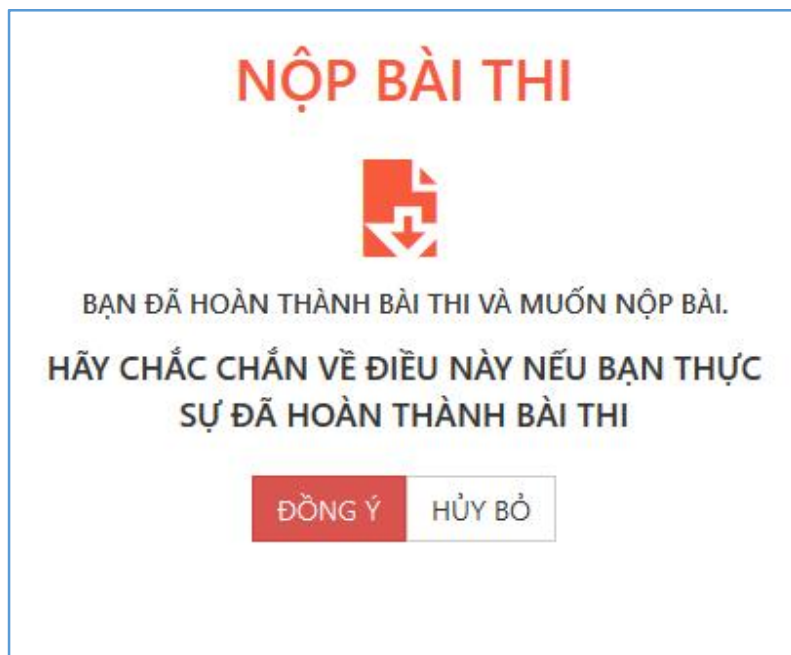 NỘP BÀI THI
BẠN ĐÃ HOÀN THÀNH BÀI THI VÀ MUỐN NỘP BÀI.
HÃY CHẮC CHẮN VỀ ĐIỀU NÀY NẾU BẠN THỰC
SỰ ĐÃ HOÀN THÀNH BÀI THI
ĐỒNG Ý HỦY BỎ